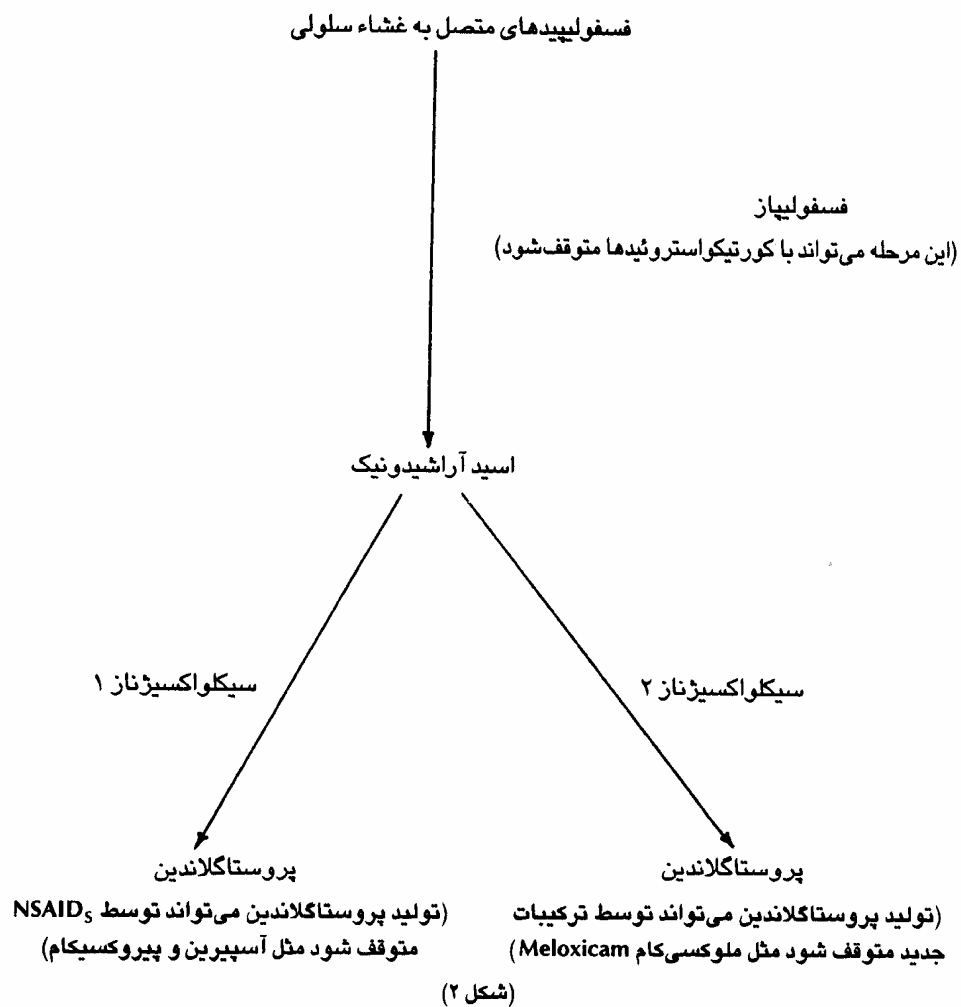 فسفولیپیدهای متصل به غشاء سلولی
فسفولیپاز
(این مرحله می‌تواند با کورتیکواستروئیدها متوقف‌شود)
اسید آراشیدونیک
سیکلواکسیژناز ۲
سیکلواکسیژناز ۱
پروستاگلاندین
(تولید پروستاگلاندین می‌تواند توسط ترکیبات
جدید متوقف شود مثل ملوکسی‌کام Meloxicam)
پروستاگلاندین
(تولید پروستاگلاندین می‌تواند توسط NSAIDS
متوقف شود مثل آسپیرین و پیروکسیکام)
(شکل ۲)